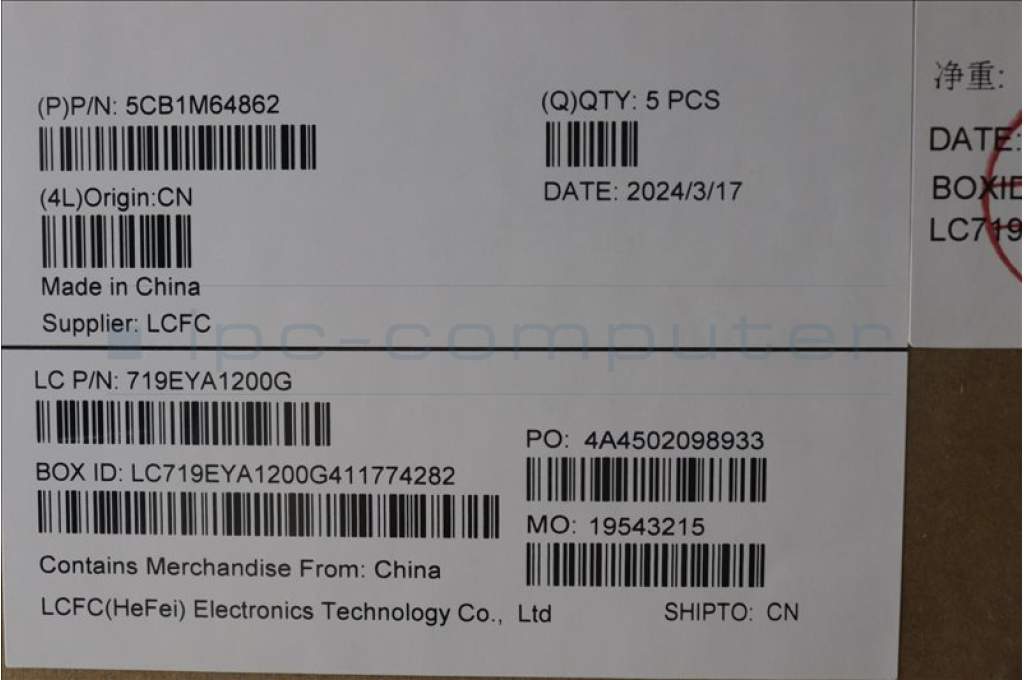 (P)P/N: 5CB1M64862
(Q)QTY: 5 PCS
(4L)Origin:CN
DATE: 2024/3/17
Made in China
Supplier: LCFC
ipc-computer
LC P/N: 719EYA1200G
BOX ID: LC719EYA1200G411774282
PO: 4A4502098933
MO: 19543215
Contains Merchandise From: China
LCFC(HeFei) Electronics Technology Co., Ltd
SHIPTO: CN
净重:
DATE:
BOXID
LC719